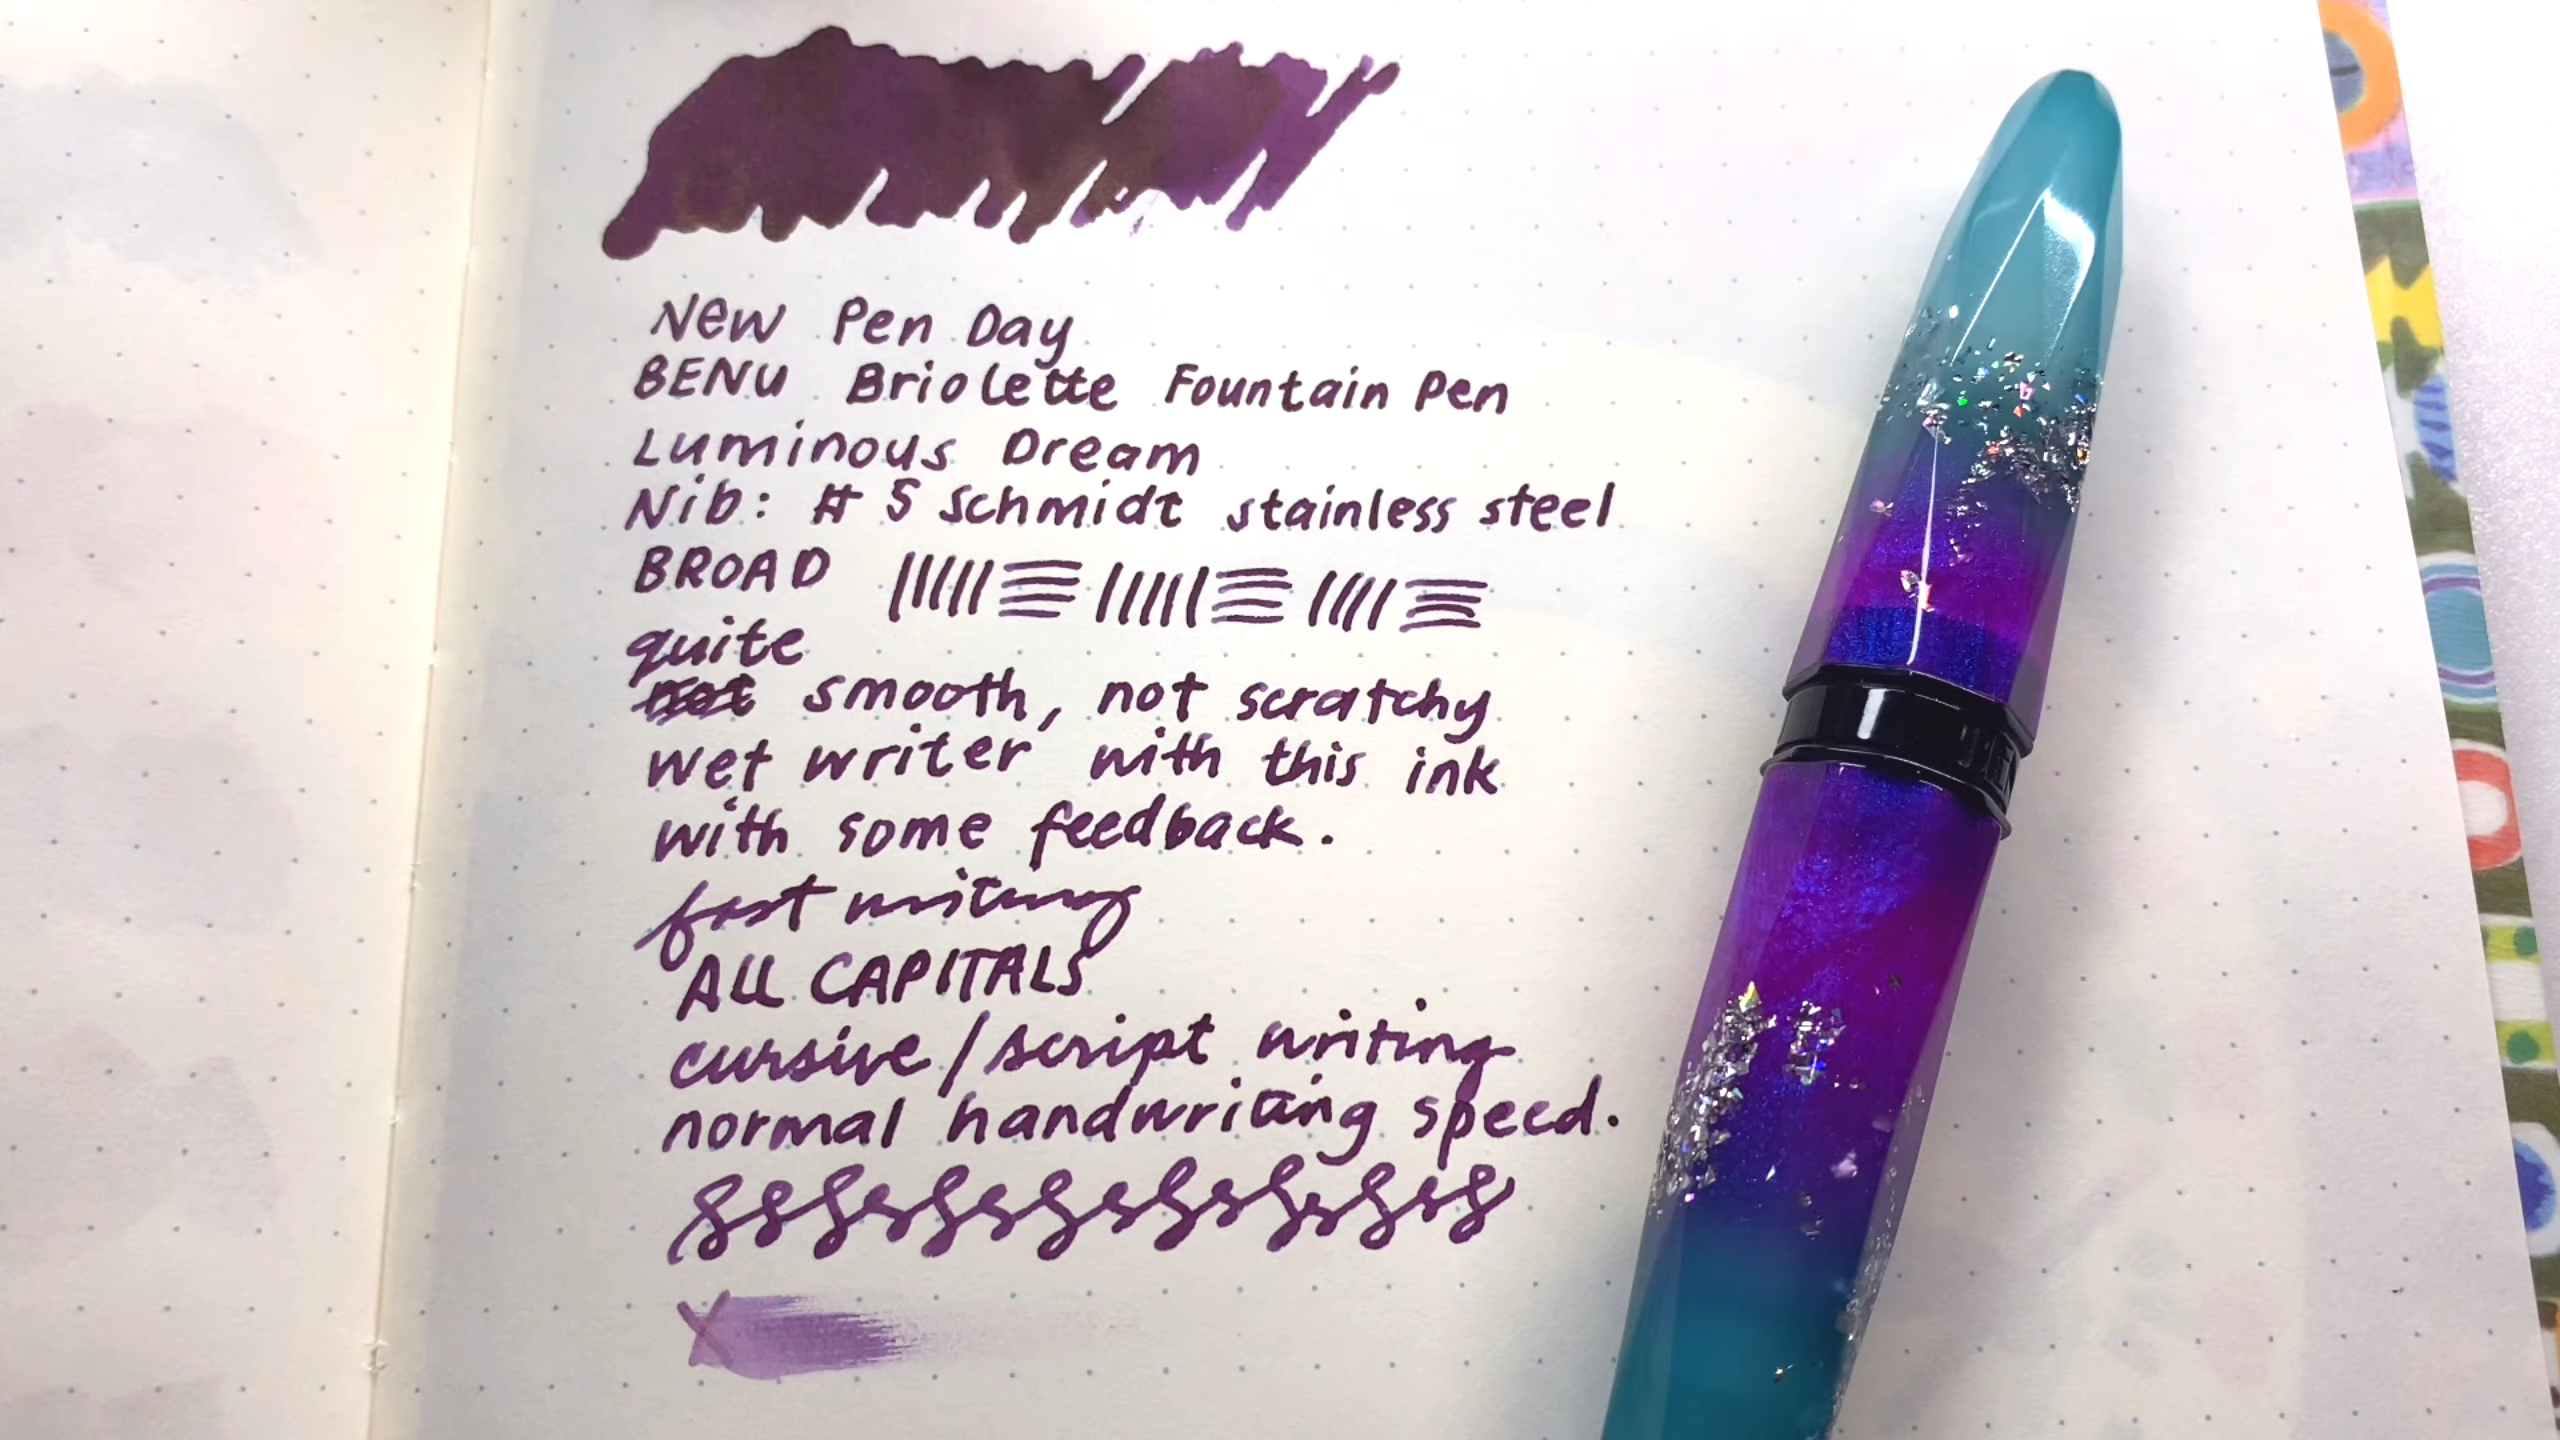 New Pen Day
BENU Briolette Fountain Pen
Luminous Dream
Nib: # 5 Schmidt stainless steel
BROAD
quite
not smooth, not scratchy
wet writer with this ink
with some feedback.
fast writing
ALL CAPITALS
cursive/script writing
normal handwriting speed.